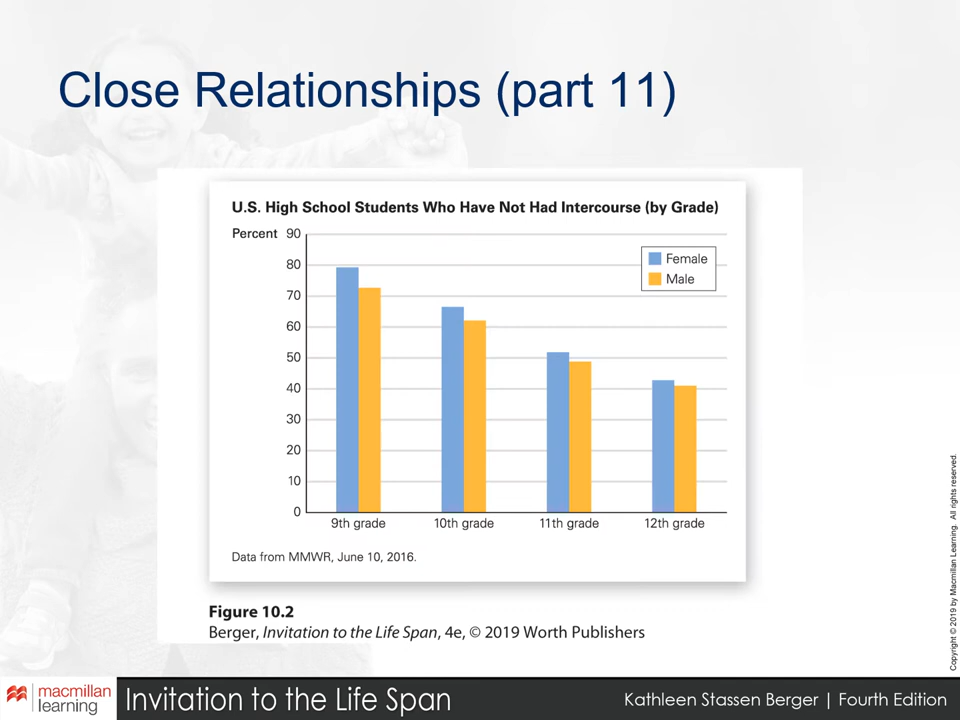 Close Relationships (part 11)
U.S. High School Students Who Have Not Had Intercourse (by Grade)
Percent 90
80
70
60
50
40
30
20
10
0
Female
Male
9th grade 10th grade 11th grade 12th grade
Data from MMWR, June 10, 2016.
Figure 10.2
Berger, Invitation to the Life Span, 4e, © 2019 Worth Publishers
Copyright © 2019 by Macmillan Learning. All rights reserved.
macmillan
learning
Invitation to the Life Span
Kathleen Stassen Berger | Fourth Edition